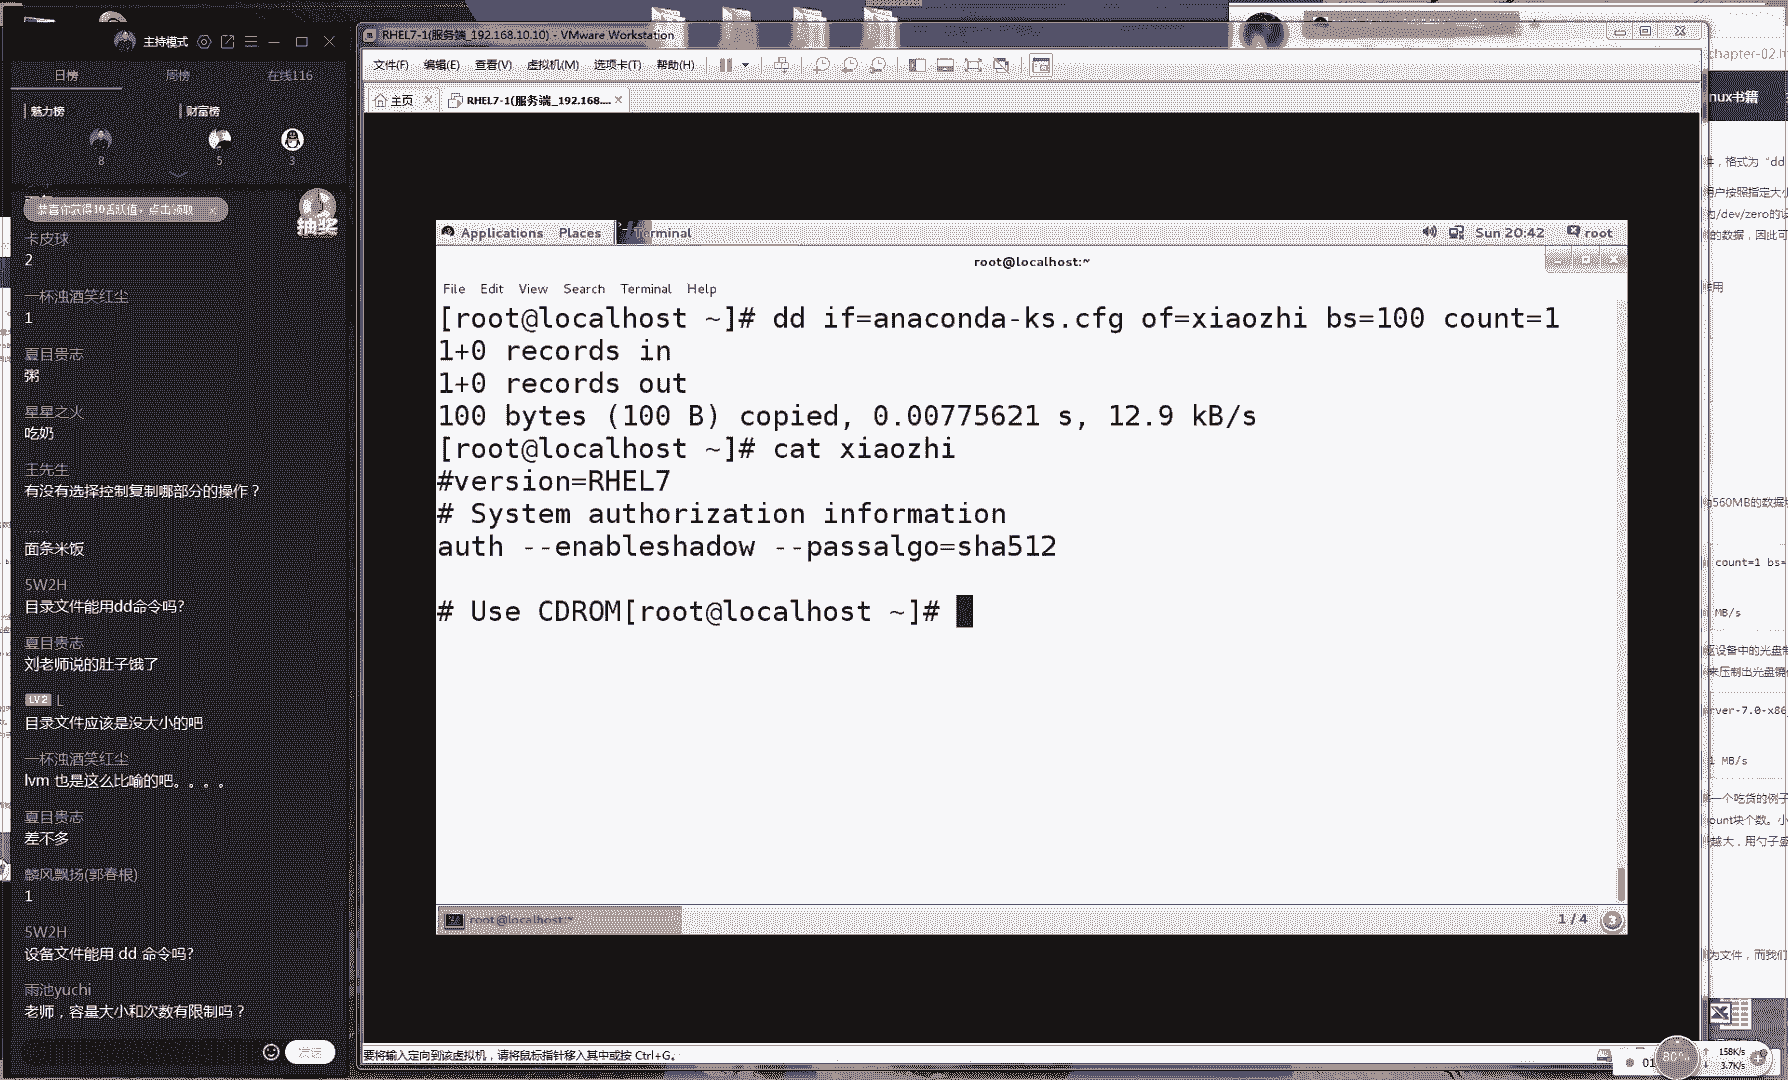 主持模式
日榜
周榜
在线116
魅力榜
财富榜
8
5
3
恭喜你获得10活跃值，点击领取
抽奖
卡皮球
2
一杯浊酒笑红尘
1
夏目贵志
粥
星星之火
吃奶
王先生
有没有选择控制复制哪部分的操作？
面条米饭
5W2H
目录文件能用dd命令吗?
夏目贵志
刘老师说的肚子饿了
LV2 L
目录文件应该是没大小的吧
一杯浊酒笑红尘
lvm 也是这么比喻的吧。。。。
夏目贵志
差不多
麟风飘扬(郭春根)
1
5W2H
设备文件能用 dd 命令吗?
雨池yuchi
老师，容量大小和次数有限制吗？
发送
RHEL7-1(服务端_192.168.10.10) - VMware Workstation
文件(F) 编辑(E) 查看(V) 虚拟机(M) 选项卡(T) 帮助(H)
主页
RHEL7-1(服务端_192.168....
Applications Places Terminal
Sun 20:42 root
root@localhost:~
File Edit View Search Terminal Help
[root@localhost ~]# dd if=anaconda-ks.cfg of=xiaozhi bs=100 count=1
1+0 records in
1+0 records out
100 bytes (100 B) copied, 0.00775621 s, 12.9 kB/s
[root@localhost ~]# cat xiaozhi
#version=RHEL7
# System authorization information
auth --enableshadow --passalgo=sha512
# Use CDROM[root@localhost ~]#
root@localhost:~
1 / 4
3
要将输入定向到该虚拟机，请将鼠标指针移入其中或按 Ctrl+G。
chapter-02.h
nux书籍
，格式为“dd
用户按照指定大小
/dev/zero的设
的数据，因此可
作用
560MB的数据块
count=1 bs=
MB/s
驱设备中的光盘制
来压制出光盘镜像
rver-7.0-x86
1 MB/s
一个吃货的例子
ount块个数。小
越大，用勺子盛
为文件，而我们
01
80%
158K/s
3.7K/s